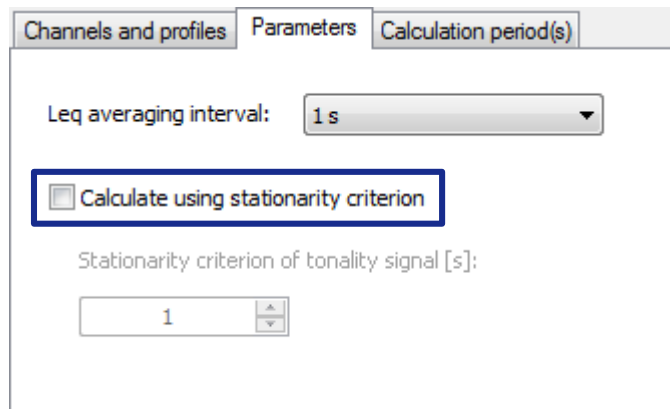 Channels and profiles Parameters Calculation period(s)
Leq averaging interval: 1 s
Calculate using stationarity criterion
Stationarity criterion of tonality signal [s]:
1